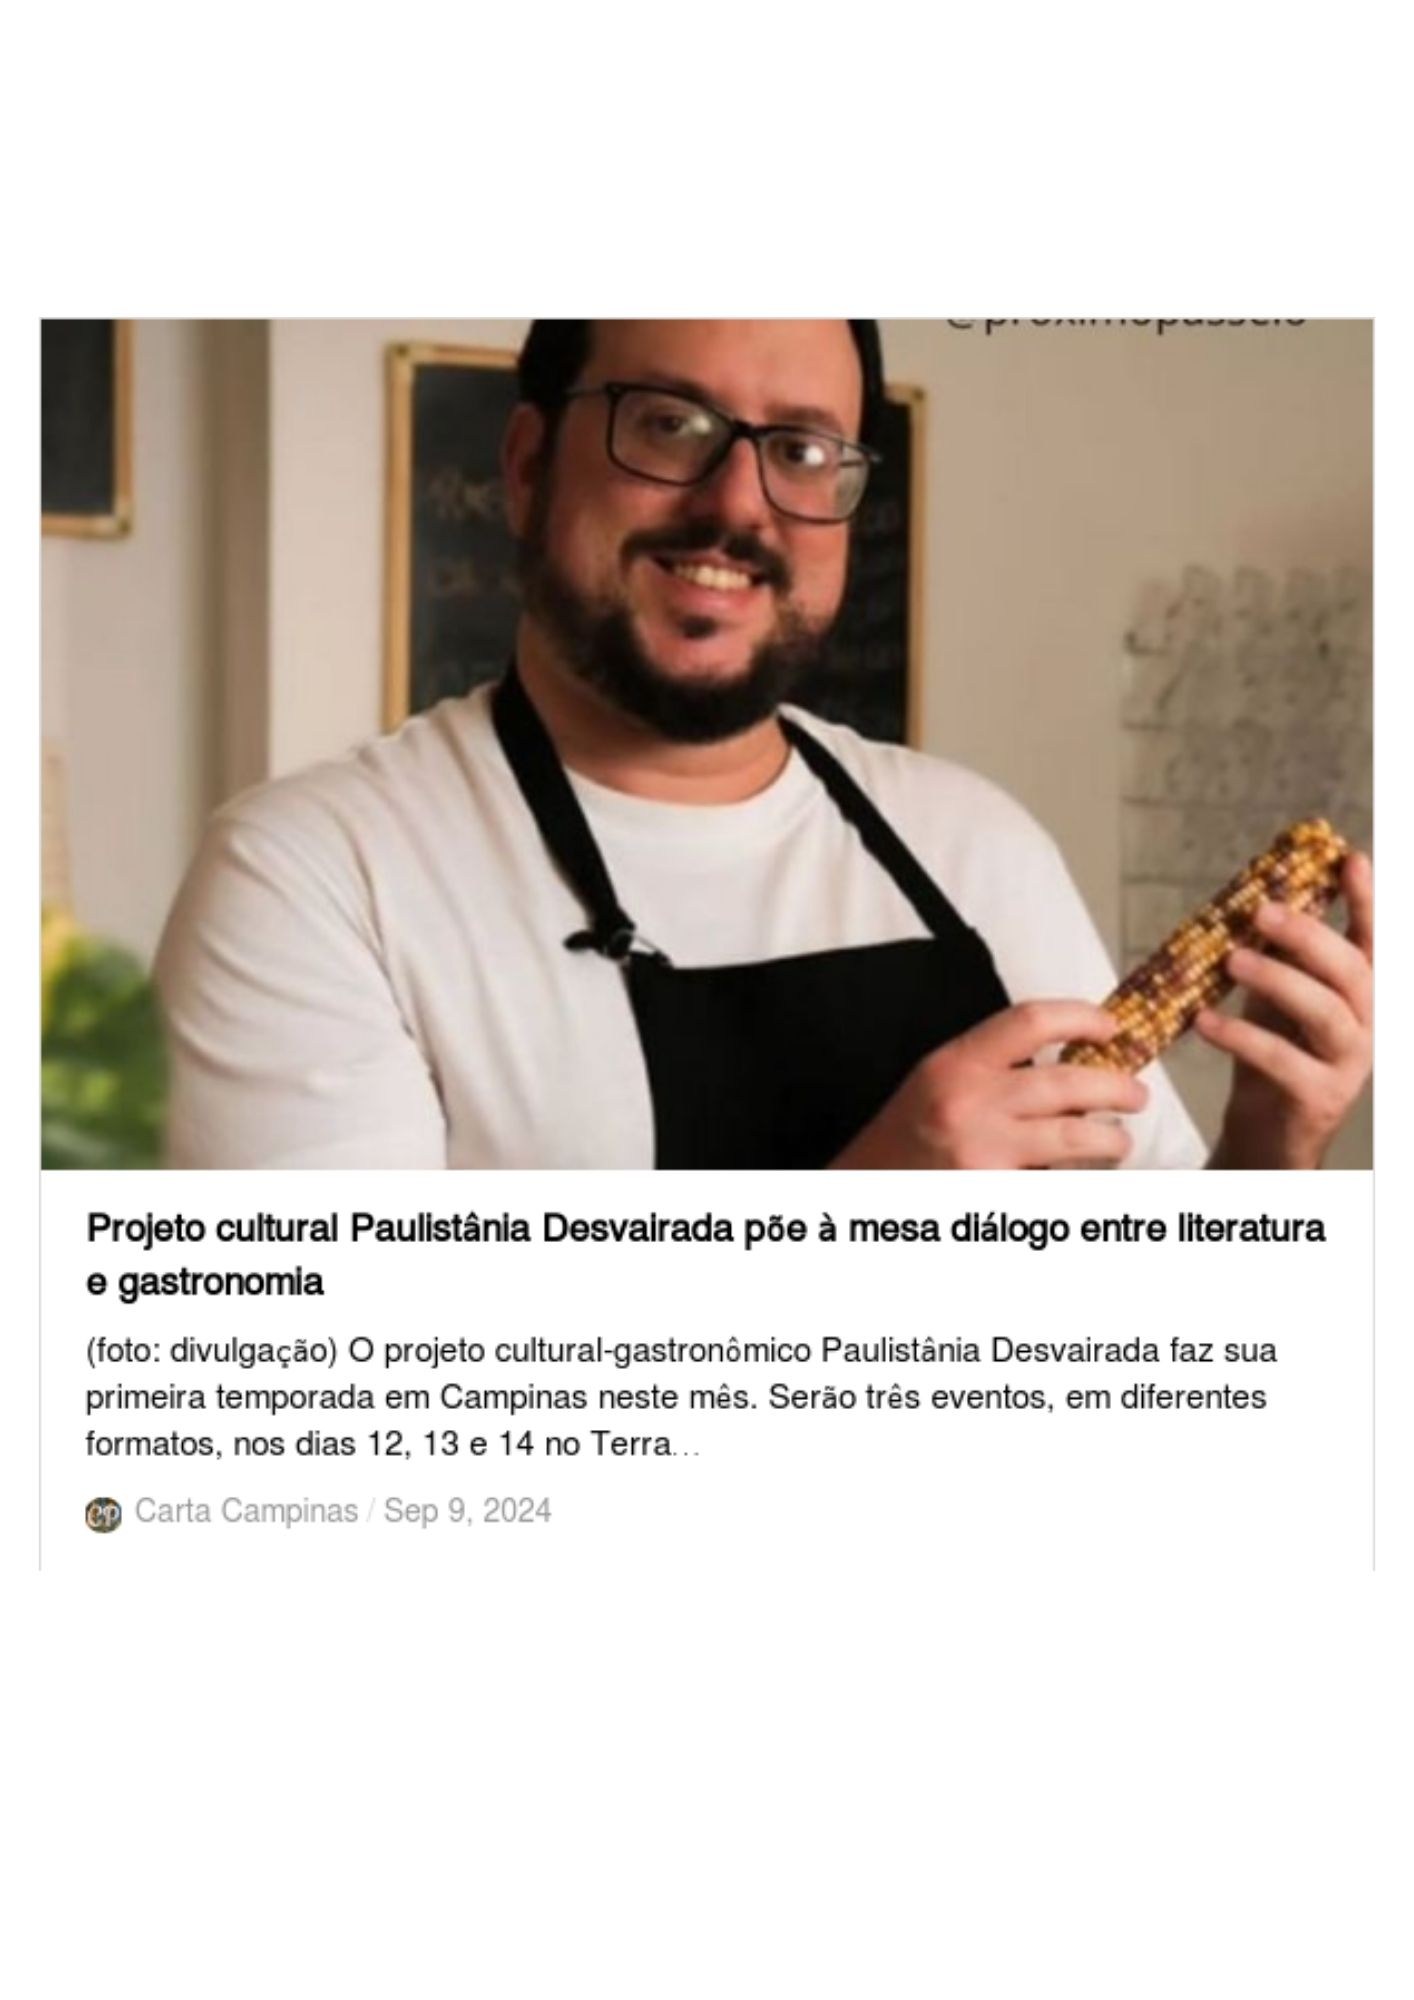 Projeto cultural Paulistânia Desvairada põe à mesa diálogo entre literatura
e gastronomia
(foto: divulgação) O projeto cultural-gastronômico Paulistânia Desvairada faz sua
primeira temporada em Campinas neste mês. Serão três eventos, em diferentes
formatos, nos dias 12, 13 e 14 no Terra…
cp Carta Campinas / Sep 9, 2024